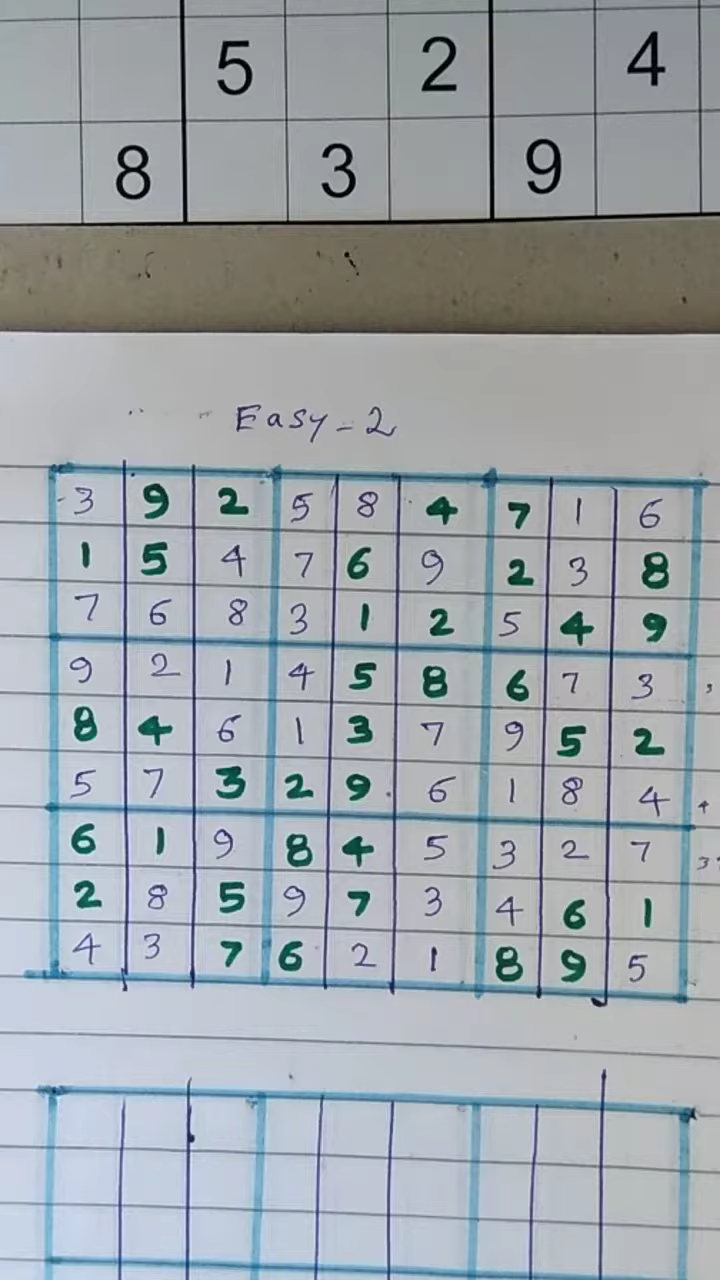 5 2 4
8 3 9
Easy - 2
3 9 2 5 8 4 7 1 6
1 5 4 7 6 9 2 3 8
7 6 8 3 1 2 5 4 9
9 2 1 4 5 8 6 7 3
8 4 6 1 3 7 9 5 2
5 7 3 2 9 6 1 8 4
6 1 9 8 4 5 3 2 7
2 8 5 9 7 3 4 6 1
4 3 7 6 2 1 8 9 5